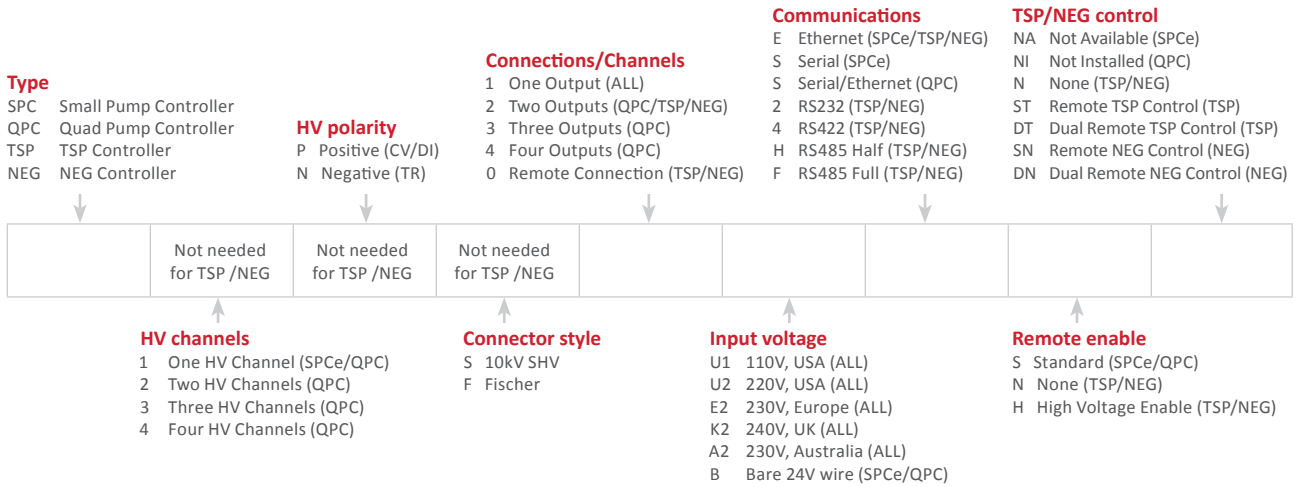 Type
SPC Small Pump Controller
QPC Quad Pump Controller
TSP TSP Controller
NEG NEG Controller
HV polarity
P Positive (CV/DI)
N Negative (TR)
Connections/Channels
1 One Output (ALL)
2 Two Outputs (QPC/TSP/NEG)
3 Three Outputs (QPC)
4 Four Outputs (QPC)
0 Remote Connection (TSP/NEG)
Communications
E Ethernet (SPCe/TSP/NEG)
S Serial (SPCe)
S Serial/Ethernet (QPC)
2 RS232 (TSP/NEG)
4 RS422 (TSP/NEG)
H RS485 Half (TSP/NEG)
F RS485 Full (TSP/NEG)
TSP/NEG control
NA Not Available (SPCe)
NI Not Installed (QPC)
N None (TSP/NEG)
ST Remote TSP Control (TSP)
DT Dual Remote TSP Control (TSP)
SN Remote NEG Control (NEG)
DN Dual Remote NEG Control (NEG)
Not needed
for TSP /NEG
Not needed
for TSP /NEG
Not needed
for TSP /NEG
HV channels
1 One HV Channel (SPCe/QPC)
2 Two HV Channels (QPC)
3 Three HV Channels (QPC)
4 Four HV Channels (QPC)
Connector style
S 10kV SHV
F Fischer
Input voltage
U1 110V, USA (ALL)
U2 220V, USA (ALL)
E2 230V, Europe (ALL)
K2 240V, UK (ALL)
A2 230V, Australia (ALL)
B Bare 24V wire (SPCe/QPC)
Remote enable
S Standard (SPCe/QPC)
N None (TSP/NEG)
H High Voltage Enable (TSP/NEG)